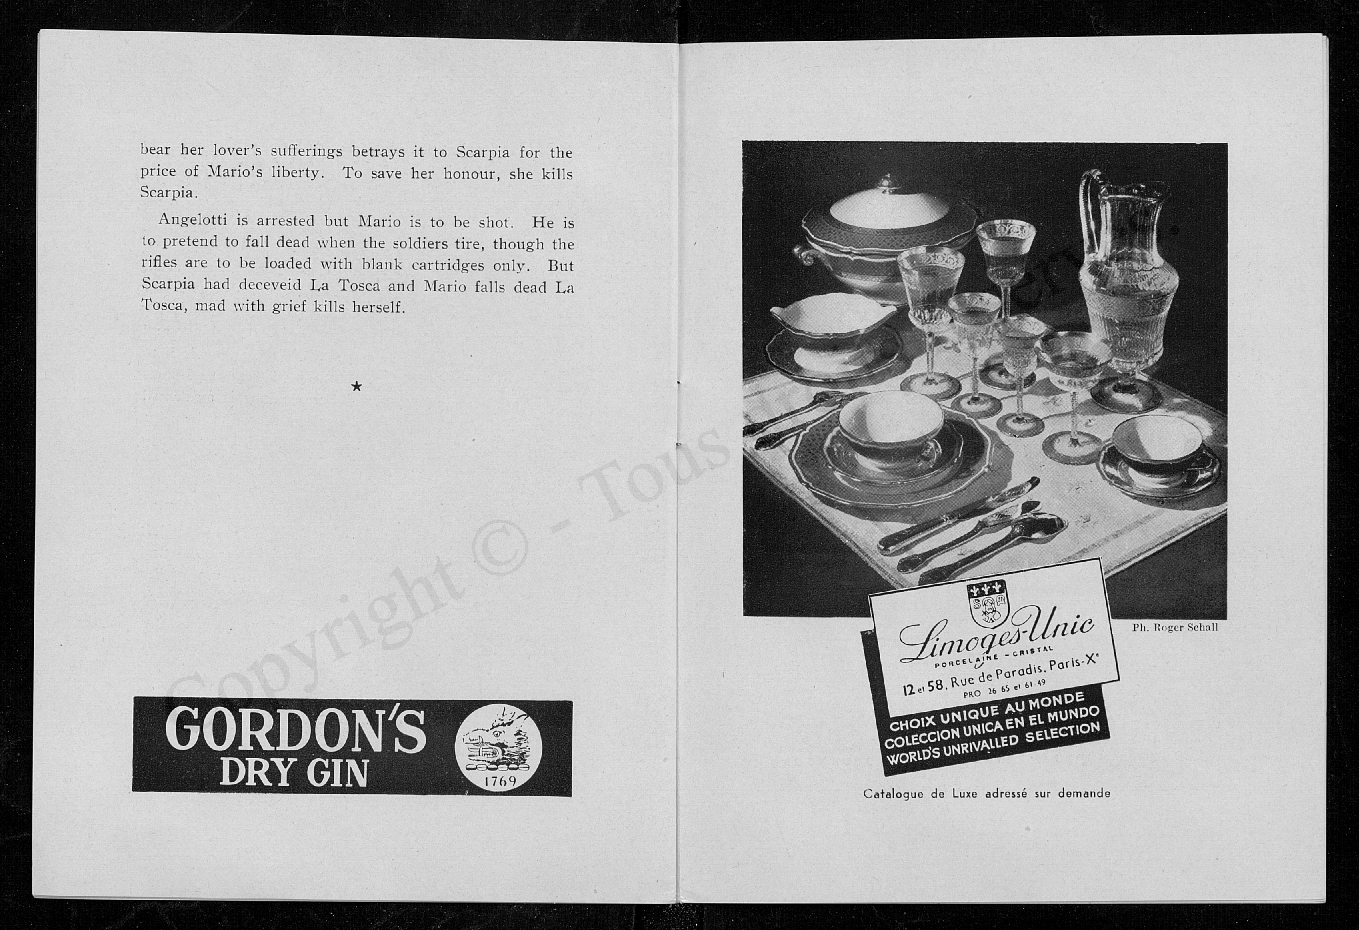 bear her lover's sufferings betrays it to Scarpia for the
price of Mario's liberty. To save her honour, she kills
Scarpia.
Angelotti is arrested but Mario is to be shot. He is
to pretend to fall dead when the soldiers tire, though the
rifles are to be loaded with blank cartridges only. But
Scarpia had deceveid La Tosca and Mario falls dead La
Tosca, mad with grief kills herself.
★
Copyright © - Tous
GORDON'S
DRY GIN
1769
Ph. Roger Schall
Limoges-Unic
PORCELAINE - CRISTAL
12 et 58, Rue de Paradis, Paris-Xe
PRO 26 65 et 61 49
CHOIX UNIQUE AU MONDE
COLECCION UNICA EN EL MUNDO
WORLD'S UNRIVALLED SELECTION
Catalogue de Luxe adressé sur demande